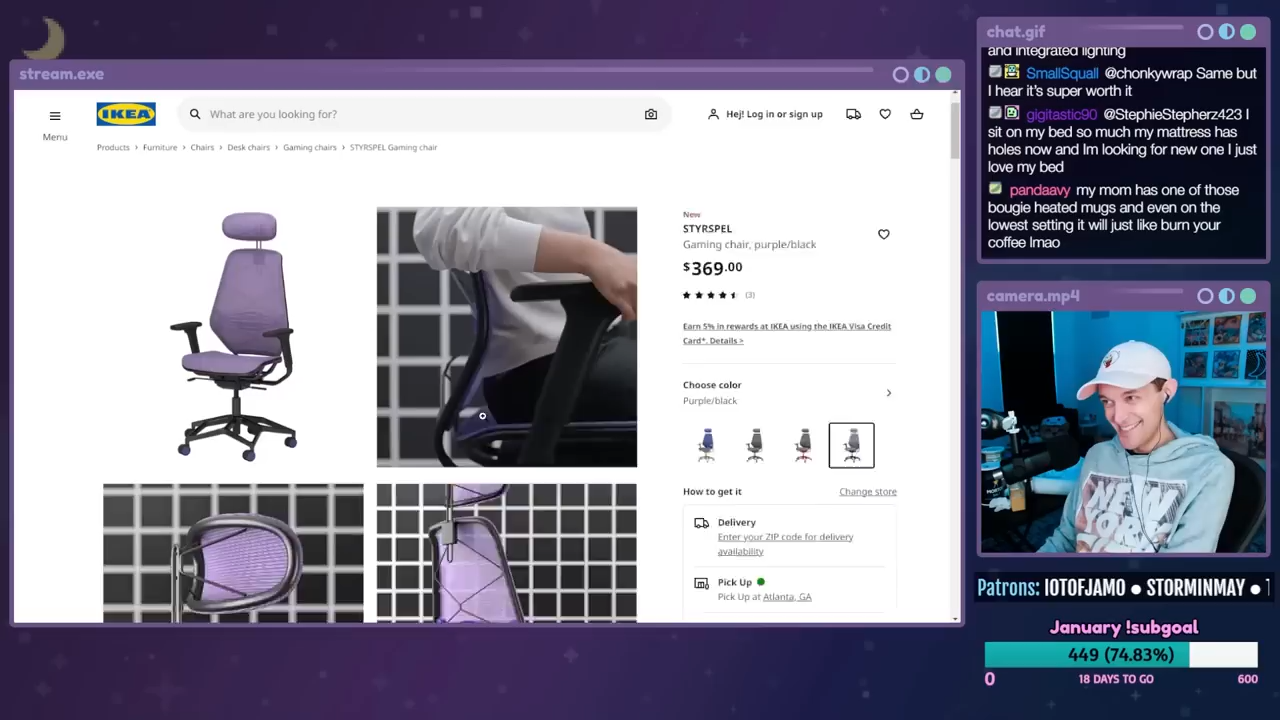 stream.exe
Menu
IKEA
What are you looking for?
Hej! Log in or sign up
Products › Furniture › Chairs › Desk chairs › Gaming chairs › STYRSPEL Gaming chair
New
STYRSPEL
Gaming chair, purple/black
$369.00
(3)
Earn 5% in rewards at IKEA using the IKEA Visa Credit
Card*. Details >
Choose color
Purple/black
How to get it
Change store
Delivery
Enter your ZIP code for delivery
availability
Pick Up
Pick Up at Atlanta, GA
chat.gif
and integrated lighting
SmallSquall @chonkywrap Same but
I hear it's super worth it
gigitastic90 @StephieStepherz423 I
sit on my bed so much my mattress has
holes now and Im looking for new one I just
love my bed
pandaavy my mom has one of those
bougie heated mugs and even on the
lowest setting it will just like burn your
coffee lmao
camera.mp4
NEW
YORK
Patrons: IOTOFJAMO ● STORMINMAY ●
January !subgoal
449 (74.83%)
0 18 DAYS TO GO 600